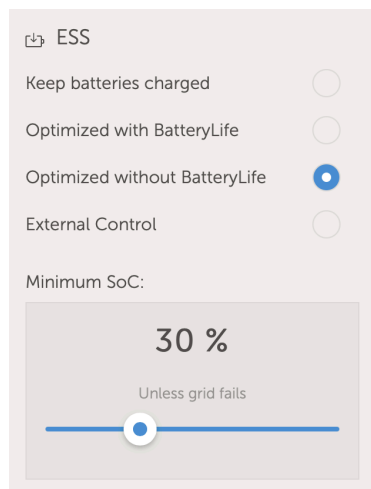 ESS
Keep batteries charged
Optimized with BatteryLife
Optimized without BatteryLife
External Control
Minimum SoC:
30 %
Unless grid fails